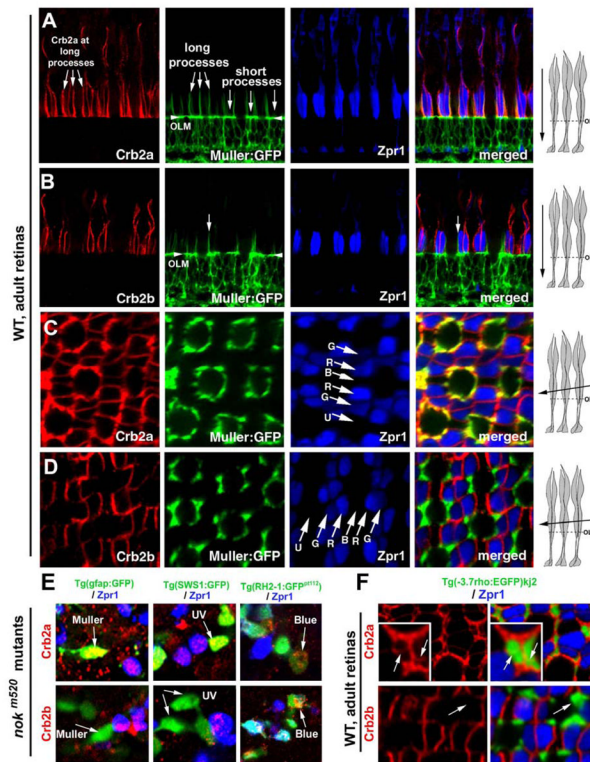 A
Crb2a at
long
processes
Crb2a
long
processes
short
processes
OLM
Muller:GFP
Zpr1
merged
B
Crb2b
OLM
Muller:GFP
Zpr1
merged
WT, adult retinas
C
Crb2a
Muller:GFP
G
R
B
R
G
U
Zpr1
merged
D
Crb2b
Muller:GFP
U G R B R G
Zpr1
merged
E
Tg(gfap:GFP)
/ Zpr1
Tg(SWS1:GFP)
/ Zpr1
Tg(RH2-1:GFP
/ Zpr1
nok m520 mutants
Crb2a
Muller
UV
Blue
Crb2b
Muller
UV
Blue
F
Tg(-3.7rho:EGFP)kj2
/ Zpr1
WT, adult retinas
Crb2a
Crb2b